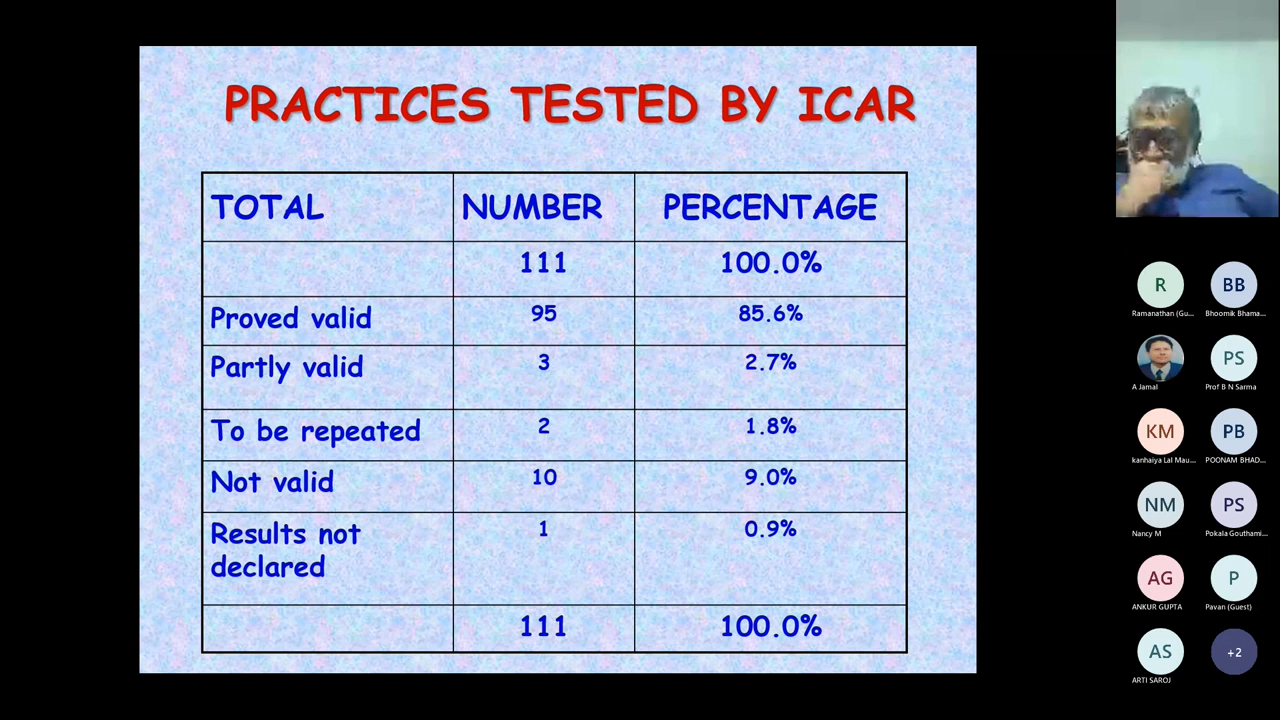 PRACTICES TESTED BY ICAR
TOTAL NUMBER PERCENTAGE
111 100.0%
Proved valid 95 85.6%
Partly valid 3 2.7%
To be repeated 2 1.8%
Not valid 10 9.0%
Results not declared 1 0.9%
111 100.0%
R BB
Ramanathan (Gu... Bhoomik Bhama...
PS
A Jamal Prof B N Sarma
KM PB
kanhaiya Lal Mau... POONAM BHAD...
NM PS
Nancy M Pokala Gouthami...
AG P
ANKUR GUPTA Pavan (Guest)
AS +2
ARTI SAROJ